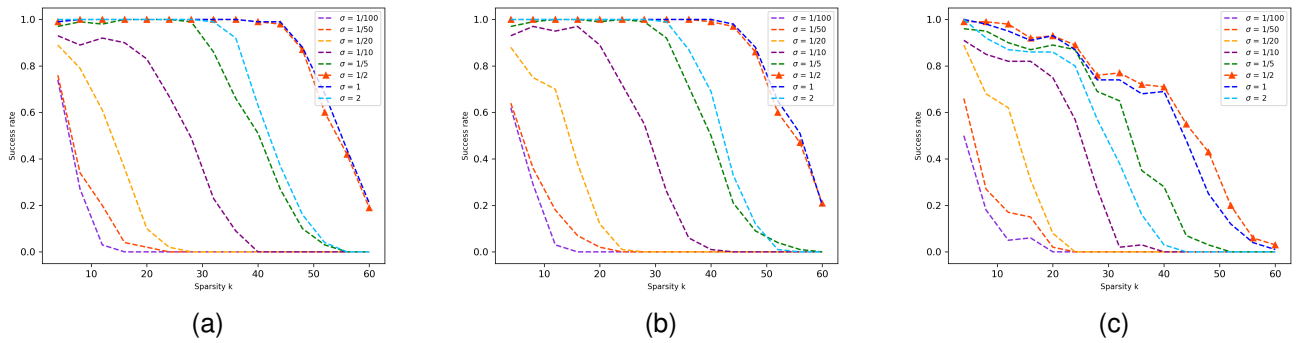 Success rate
1.0
0.8
0.6
0.4
0.2
0.0
10
20
30
40
50
60
Sparsity k
σ = 1/100
σ = 1/50
σ = 1/20
σ = 1/10
σ = 1/5
σ = 1/2
σ = 1
σ = 2
(a)
Success rate
1.0
0.8
0.6
0.4
0.2
0.0
10
20
30
40
50
60
Sparsity k
σ = 1/100
σ = 1/50
σ = 1/20
σ = 1/10
σ = 1/5
σ = 1/2
σ = 1
σ = 2
(b)
Success rate
1.0
0.8
0.6
0.4
0.2
0.0
10
20
30
40
50
60
Sparsity k
σ = 1/100
σ = 1/50
σ = 1/20
σ = 1/10
σ = 1/5
σ = 1/2
σ = 1
σ = 2
(c)